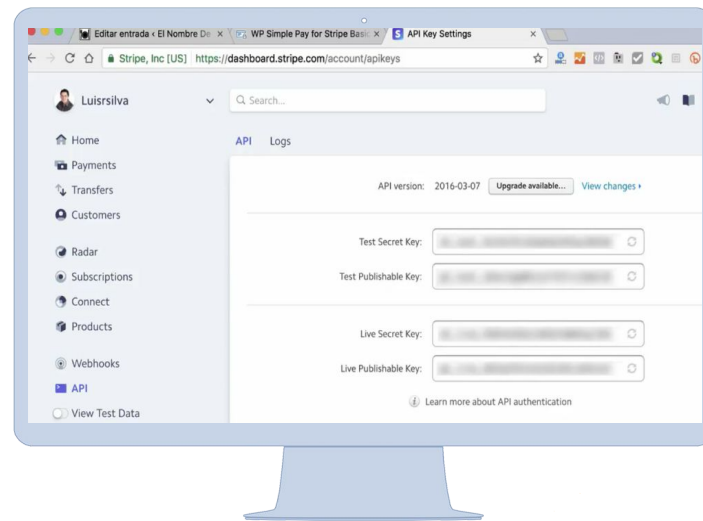 Editar entrada ‹ El Nombre De
WP Simple Pay for Stripe Basic
API Key Settings
Stripe, Inc [US] https://dashboard.stripe.com/account/apikeys
Luisrsilva
Search...
Home
Payments
Transfers
Customers
Radar
Subscriptions
Connect
Products
Webhooks
API
View Test Data
API Logs
API version: 2016-03-07 Upgrade available... View changes
Test Secret Key:
Test Publishable Key:
Live Secret Key:
Live Publishable Key:
Learn more about API authentication